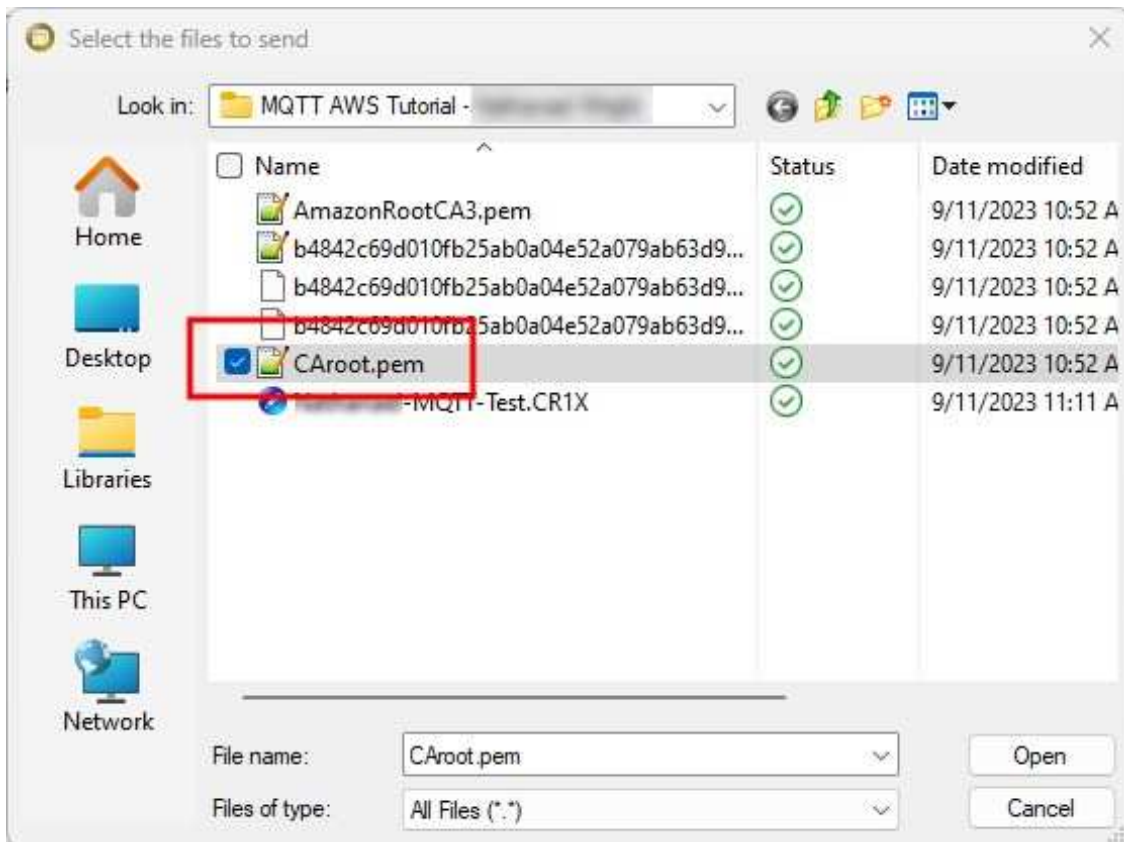 Select the files to send
Look in: MQTT AWS Tutorial -
Name Status Date modified
AmazonRootCA3.pem 9/11/2023 10:52 A
Home
b4842c69d010fb25ab0a04e52a079ab63d9... 9/11/2023 10:52 A
b4842c69d010fb25ab0a04e52a079ab63d9... 9/11/2023 10:52 A
b4842c69d010fb25ab0a04e52a079ab63d9... 9/11/2023 10:52 A
Desktop
CAroot.pem 9/11/2023 10:52 A
-MQTT-Test.CR1X 9/11/2023 11:11 A
Libraries
This PC
Network
File name: CAroot.pem Open
Files of type: All Files (*.*) Cancel